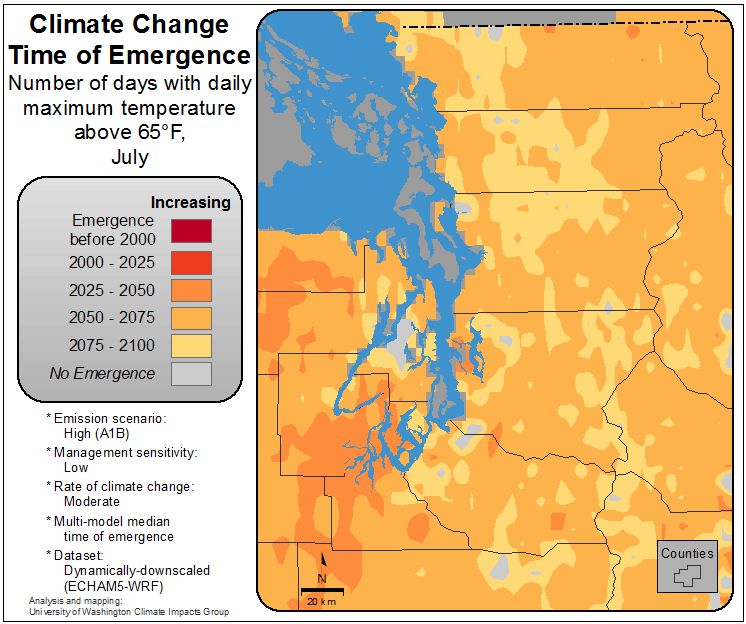 Climate Change
Time of Emergence
Number of days with daily
maximum temperature
above 65°F,
July
Increasing
Emergence
before 2000
2000 - 2025
2025 - 2050
2050 - 2075
2075 - 2100
No Emergence
* Emission scenario:
High (A1B)
* Management sensitivity:
Low
* Rate of climate change:
Moderate
* Multi-model median
time of emergence
* Dataset:
Dynamically-downscaled
(ECHAM5-WRF)
Analysis and mapping:
University of Washington Climate Impacts Group
N
20 km
Counties